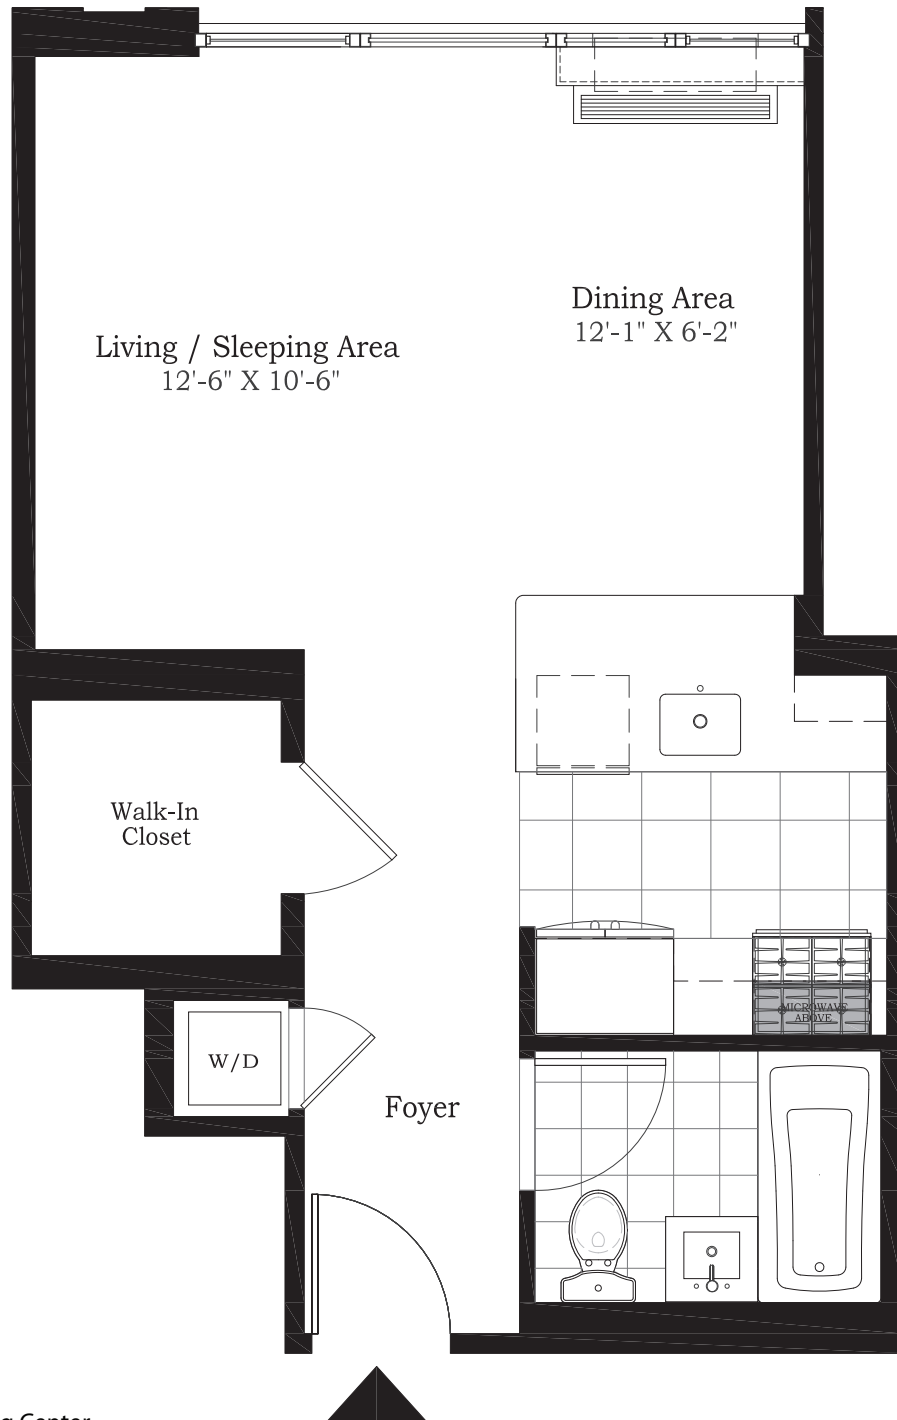 Dining Area
12'-1" X 6'-2"
Living / Sleeping Area
12'-6" X 10'-6"
Walk-In
Closet
MICROWAVE
ABOVE
W/D
Foyer
Center